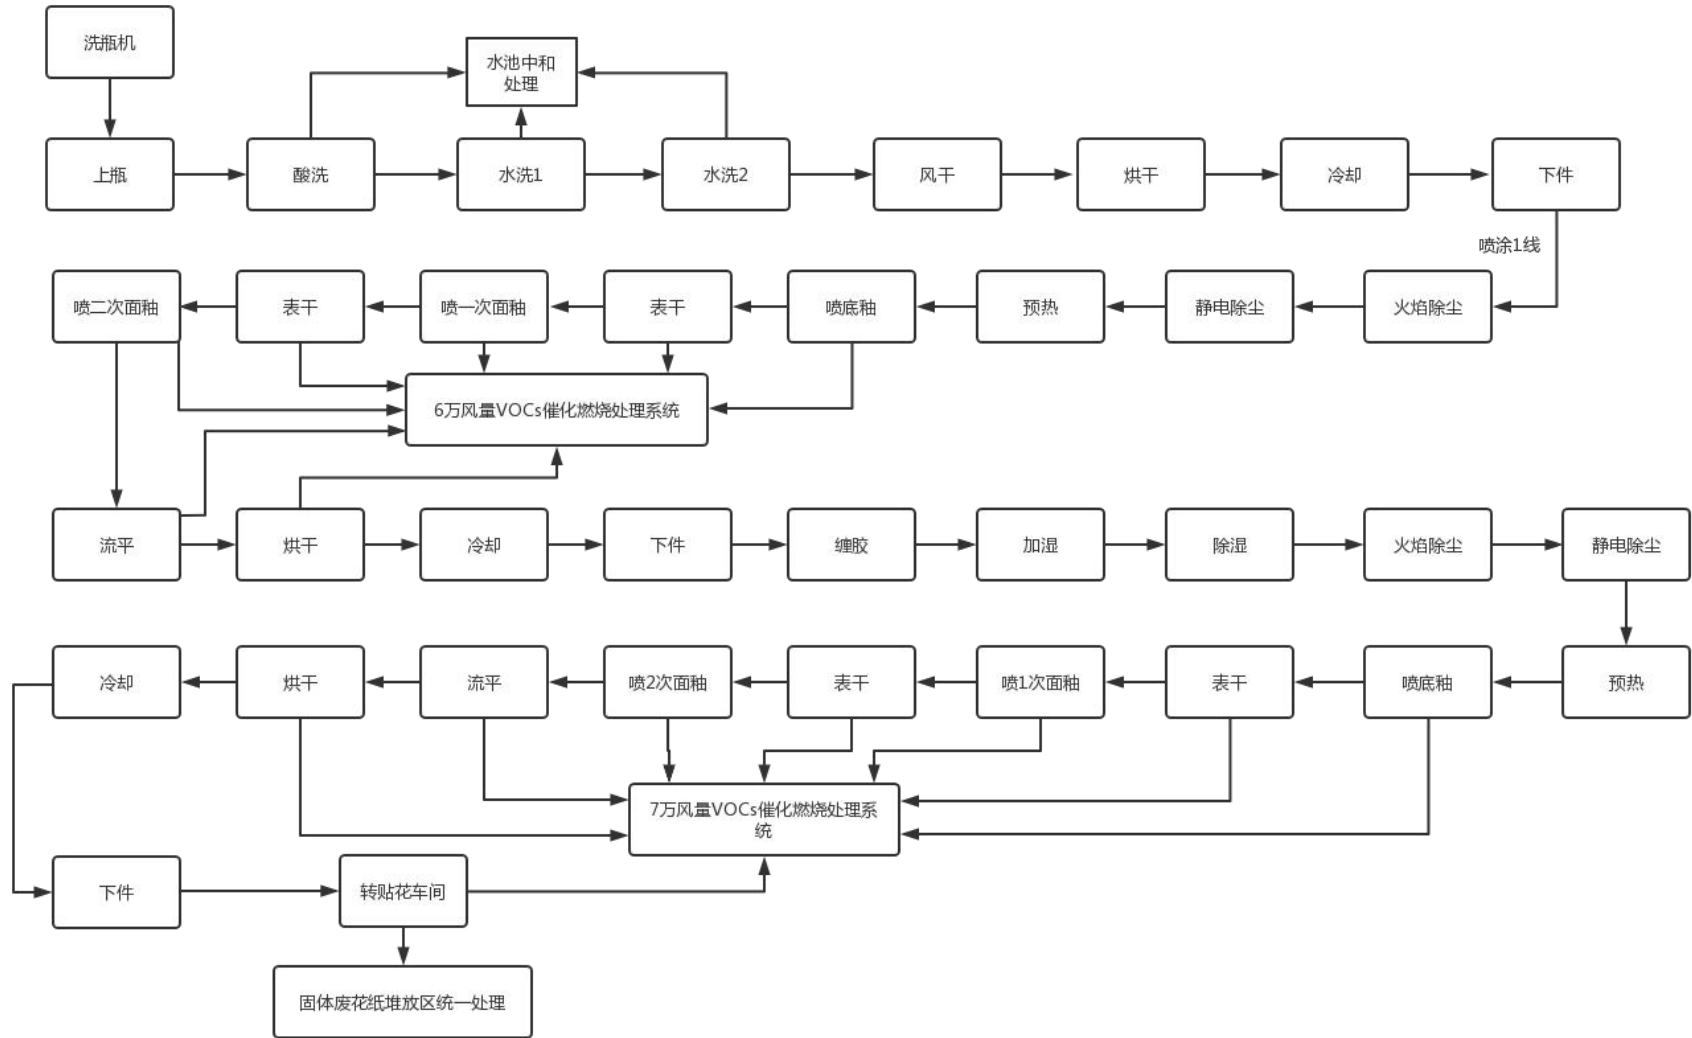 洗瓶机
水池中和
处理
上瓶
酸洗
水洗1
水洗2
风干
烘干
冷却
下件
喷涂1线
喷二次面釉
表干
喷一次面釉
表干
喷底釉
预热
静电除尘
火焰除尘
6万风量VOCs催化燃烧处理系统
流平
烘干
冷却
下件
缠胶
加湿
除湿
火焰除尘
静电除尘
冷却
烘干
流平
喷2次面釉
表干
喷1次面釉
表干
喷底釉
预热
7万风量VOCs催化燃烧处理系
统
下件
转贴花车间
固体废花纸堆放区统一处理